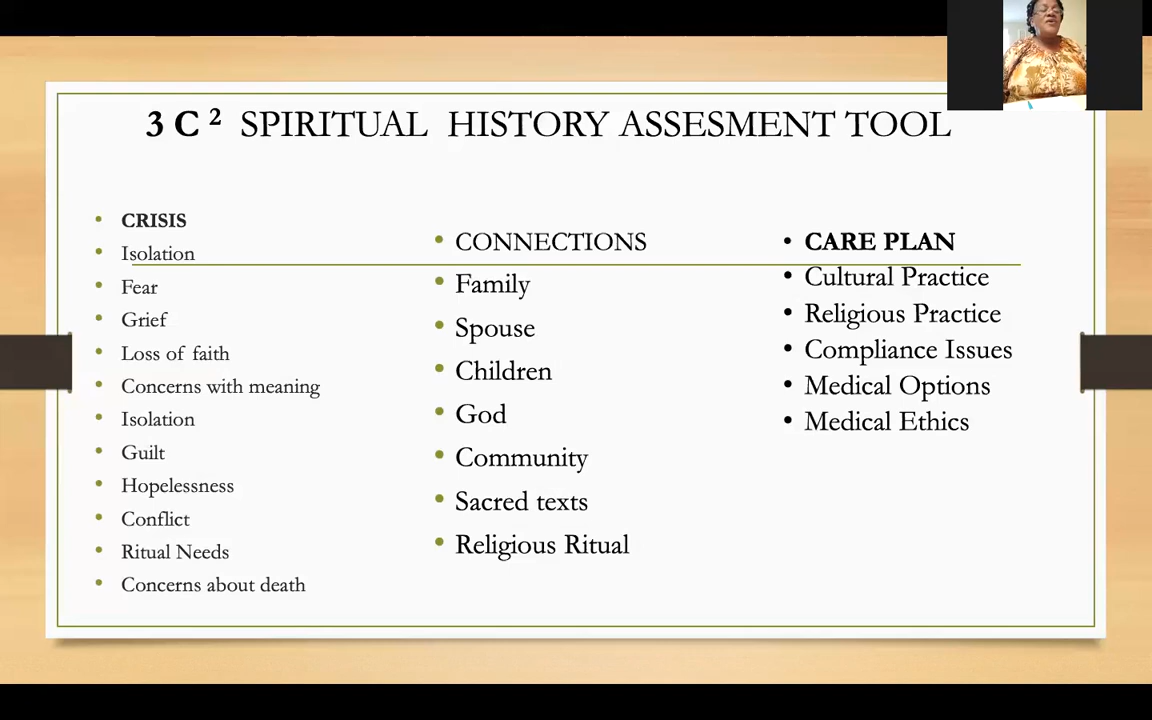 3 C 2 SPIRITUAL HISTORY ASSESMENT TOOL
CRISIS
Isolation
Fear
Grief
Loss of faith
Concerns with meaning
Isolation
Guilt
Hopelessness
Conflict
Ritual Needs
Concerns about death
CONNECTIONS
Family
Spouse
Children
God
Community
Sacred texts
Religious Ritual
CARE PLAN
Cultural Practice
Religious Practice
Compliance Issues
Medical Options
Medical Ethics